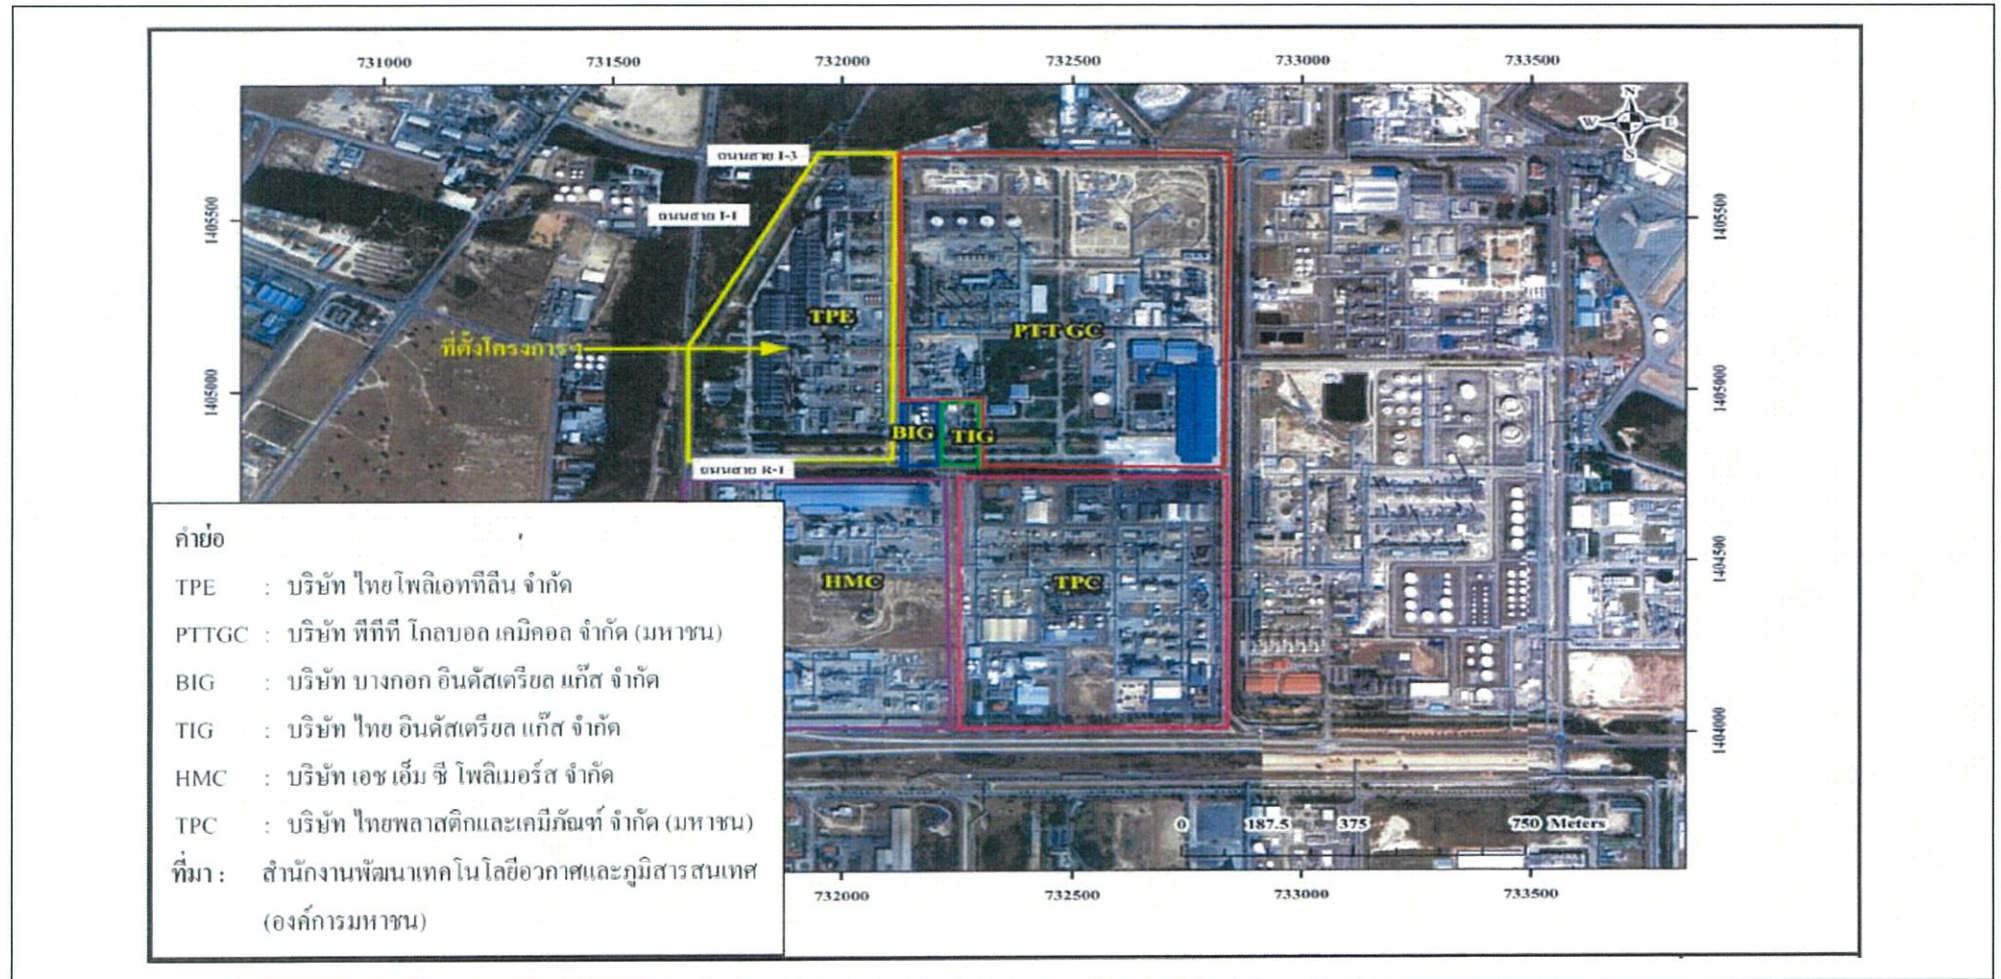 731000 731500 732000 732500 733000 733500
N
W E
S
ถนนสาย I-3
1405500
ถนนสาย I-1
1405500
TPE
PTT GC
ที่ตั้งโครงการฯ
1405000
1405000
BIG TIG
ถนนสาย R-1
คำย่อ
TPE : บริษัท ไทยโพลิเอททีลีน จำกัด
PTTGC : บริษัท พีทีที โกลบอล เคมิคอล จำกัด (มหาชน)
BIG : บริษัท บางกอก อินดัสเตรียล แก๊ส จำกัด
TIG : บริษัท ไทย อินดัสเตรียล แก๊ส จำกัด
HMC : บริษัท เอช เอ็ม ซี โพลิเมอร์ส จำกัด
TPC : บริษัท ไทยพลาสติกและเคมีภัณฑ์ จำกัด (มหาชน)
ที่มา : สำนักงานพัฒนาเทคโนโลยีอวกาศและภูมิสารสนเทศ
(องค์การมหาชน)
HMC TPC
1404500
1404000
0 187.5 375 750 Meters
732000 732500 733000 733500